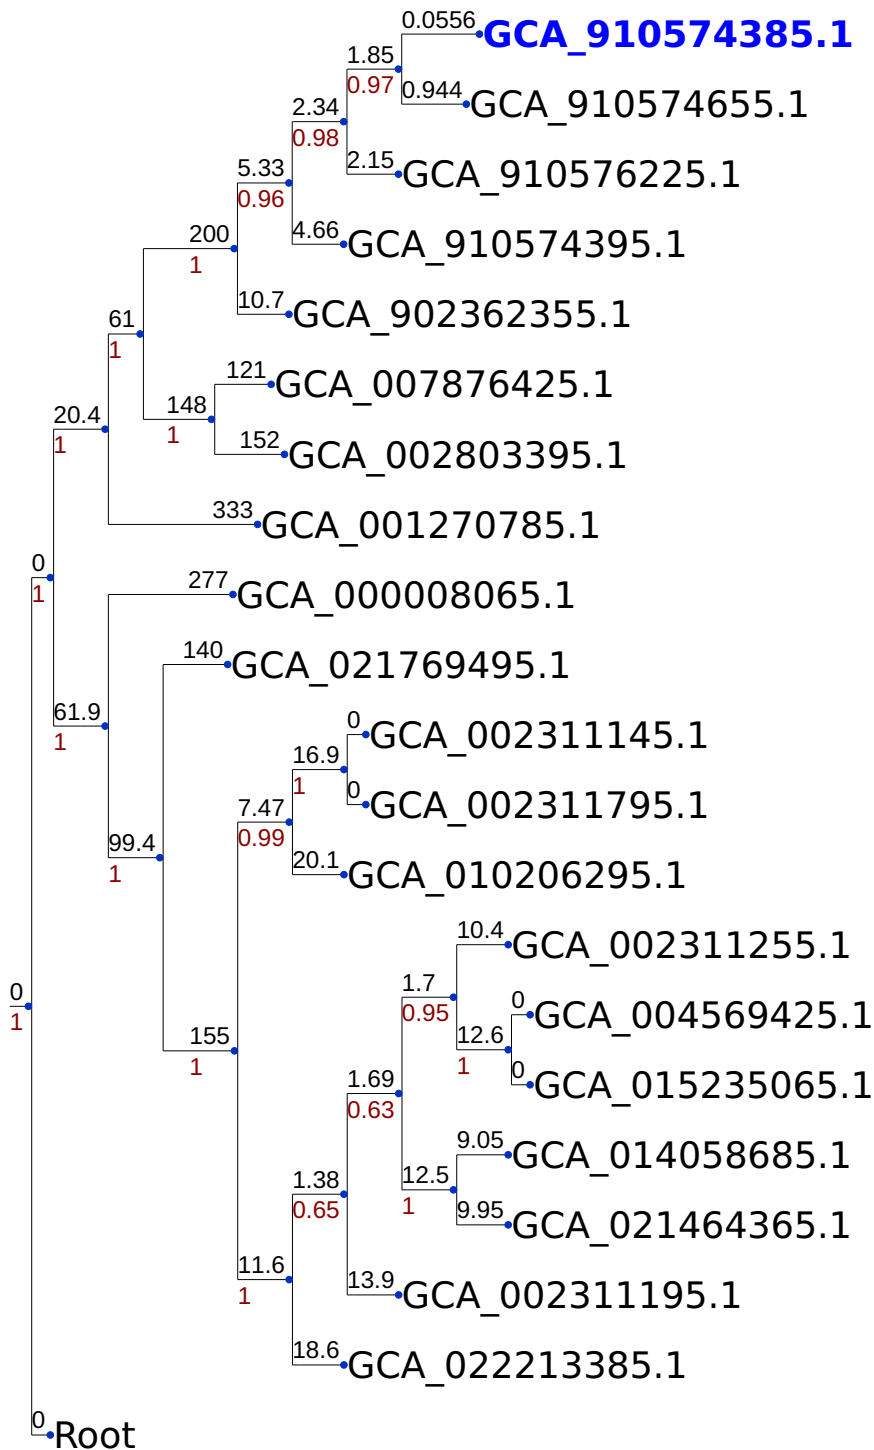 0.0556
GCA_910574385.1
1.85
0.97
0.944
GCA_910574655.1
2.34
0.98
2.15
GCA_910576225.1
5.33
0.96
4.66
GCA_910574395.1
200
1
10.7
GCA_902362355.1
61
1
121
GCA_007876425.1
148
1
152
GCA_002803395.1
20.4
1
333
GCA_001270785.1
0
1
277
GCA_000008065.1
140
GCA_021769495.1
61.9
1
0
GCA_002311145.1
16.9
1
0
GCA_002311795.1
7.47
0.99
20.1
GCA_010206295.1
99.4
1
10.4
GCA_002311255.1
1.7
0.95
0
GCA_004569425.1
12.6
1
0
GCA_015235065.1
0
1
155
1
1.69
0.63
9.05
GCA_014058685.1
12.5
1
9.95
GCA_021464365.1
1.38
0.65
13.9
GCA_002311195.1
11.6
1
18.6
GCA_022213385.1
0
Root